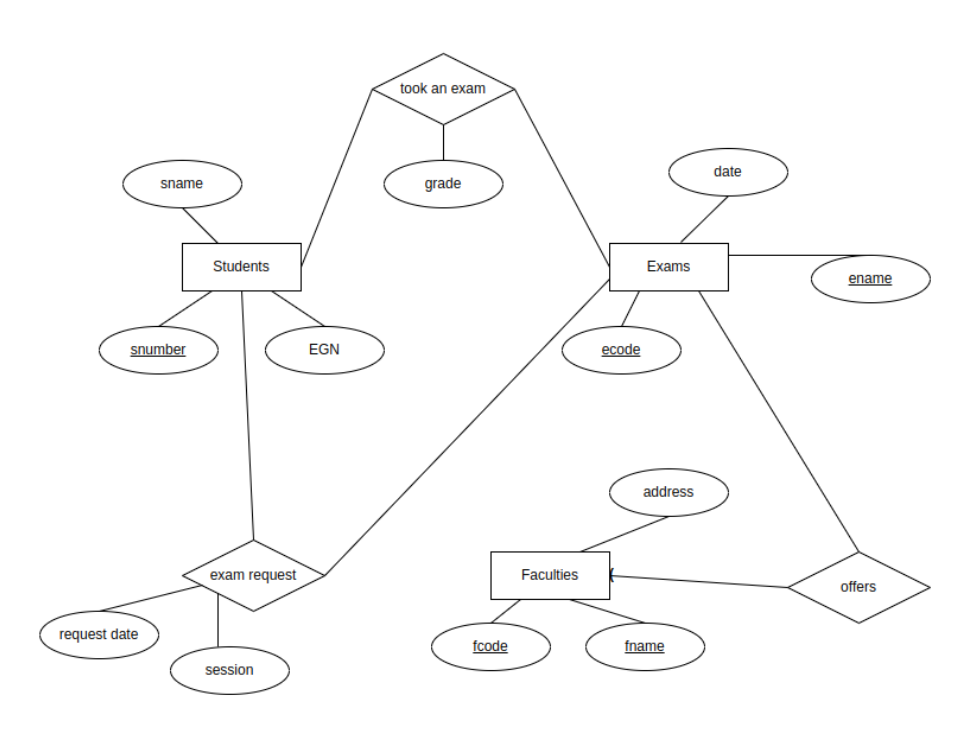 took an exam
grade
sname
date
Students
Exams
ename
snumber
EGN
ecode
address
exam request
Faculties
offers
request date
session
fcode
fname